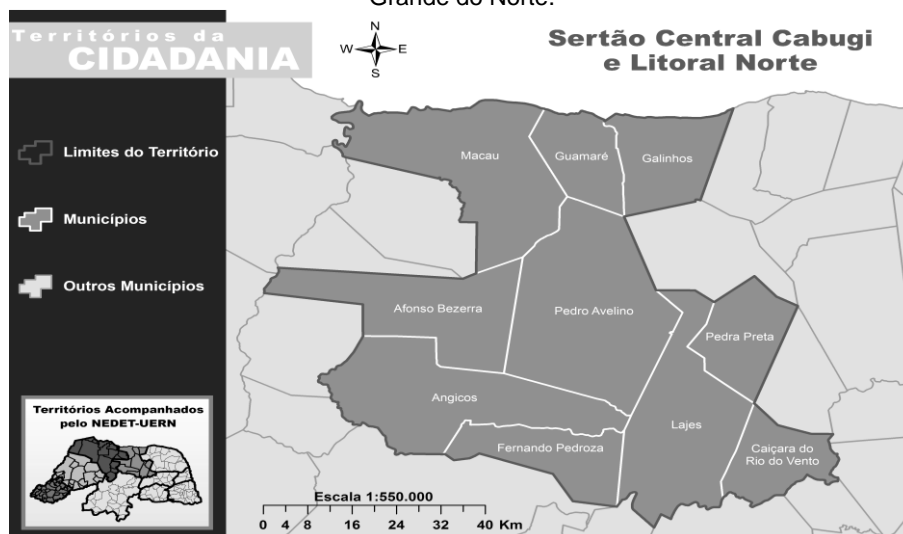 Grande do Norte.
Territórios da
CIDADANIA
N
W E
S
Sertão Central Cabugi
e Litoral Norte
Limites do Território
Municípios
Outros Municípios
Macau
Guamaré
Galinhos
Afonso Bezerra
Pedro Avelino
Pedra Preta
Angicos
Lajes
Fernando Pedroza
Caiçara do
Rio do Vento
Territórios Acompanhados
pelo NEDET-UERN
Escala 1:550.000
0 4 8 16 24 32 40 Km